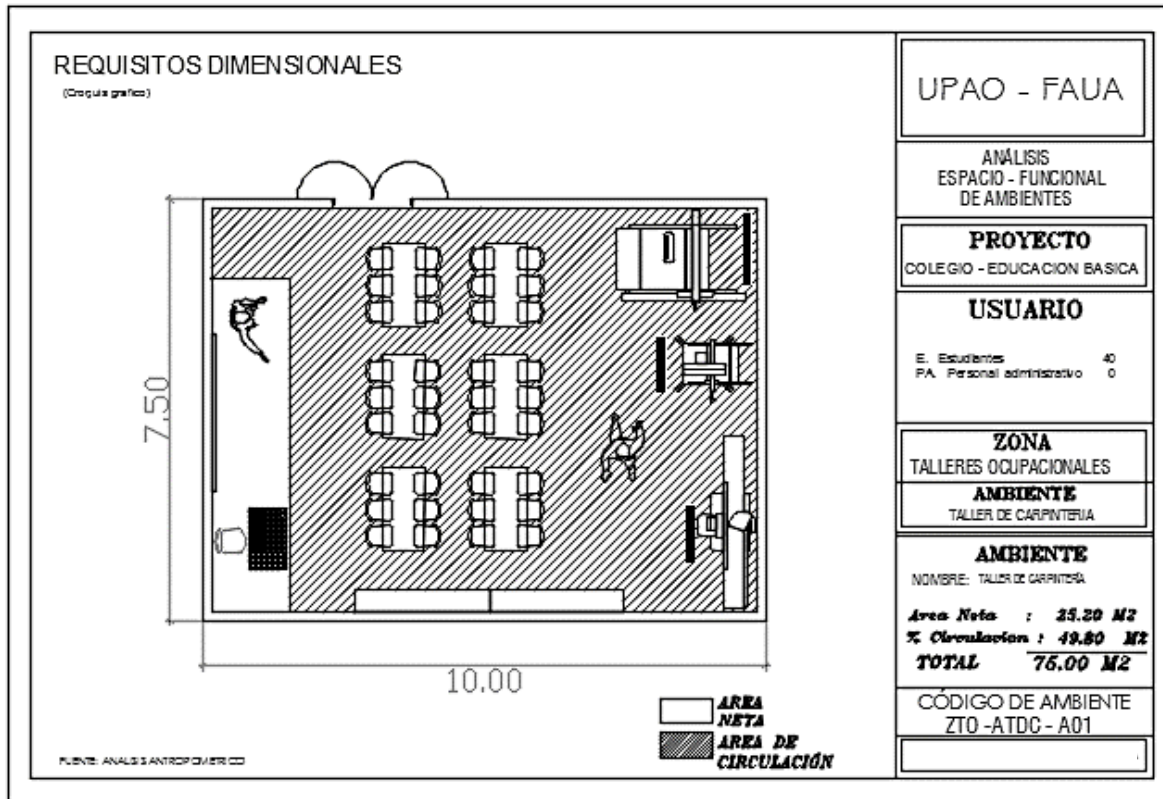 REQUISITOS DIMENSIONALES
(Croquis grafico)
7.50
10.00
AREA
NETA
AREA DE
CIRCULACIÓN
FUENTE: ANALISIS ANTROPOMETRICO
UPAO - FAUA
ANÁLISIS
ESPACIO - FUNCIONAL
DE AMBIENTES
PROYECTO
COLEGIO - EDUCACION BASICA
USUARIO
E. Estudiantes 40
PA. Personal administrativo 0
ZONA
TALLERES OCUPACIONALES
AMBIENTE
TALLER DE CARPINTERIA
AMBIENTE
NOMBRE: TALLER DE CARPINTERÍA
Area Neta : 25.20 M2
% Circulacion : 49.80 M2
TOTAL 75.00 M2
CÓDIGO DE AMBIENTE
ZTO -ATDC - A01